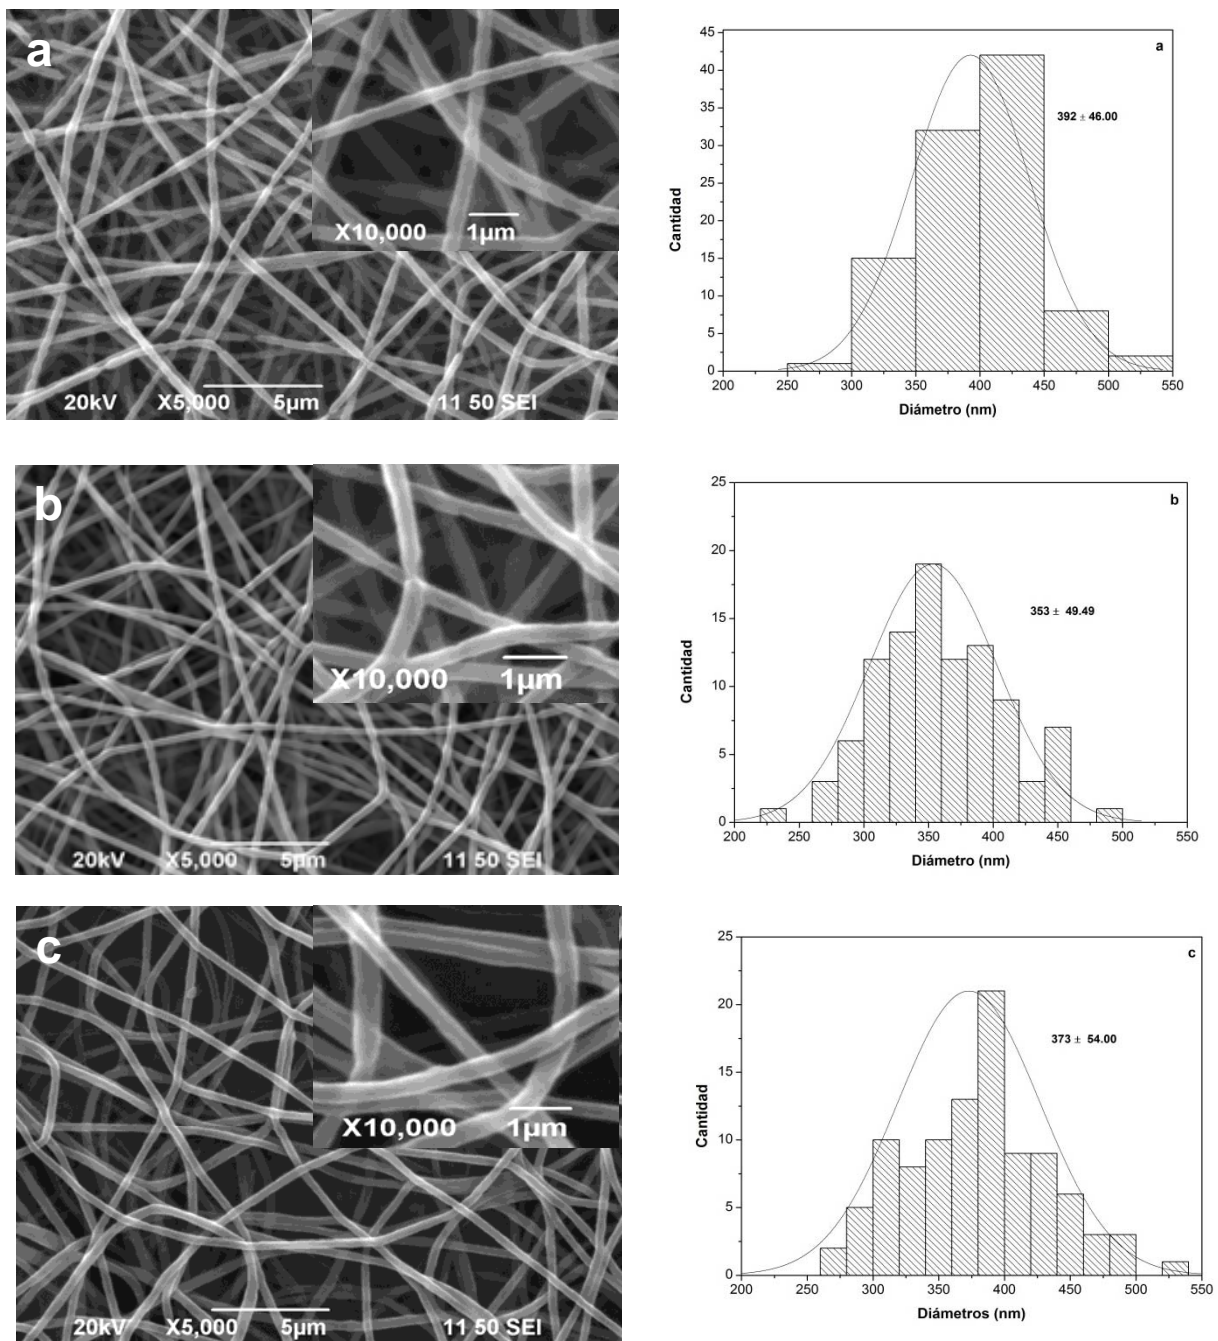 a
X10,000 1µm
20kV X5,000 5µm 11 50 SEI
a
392 ± 46.00
Cantidad
45
40
35
30
25
20
15
10
5
0
200 250 300 350 400 450 500 550
Diámetro (nm)
b
X10,000 1µm
20kV X5,000 5µm 11 50 SEI
b
353 ± 49.49
Cantidad
25
20
15
10
5
0
200 250 300 350 400 450 500 550
Diámetro (nm)
c
X10,000 1µm
20kV X5,000 5µm 11 50 SEI
c
373 ± 54.00
Cantidad
25
20
15
10
5
0
200 250 300 350 400 450 500 550
Diámetros (nm)